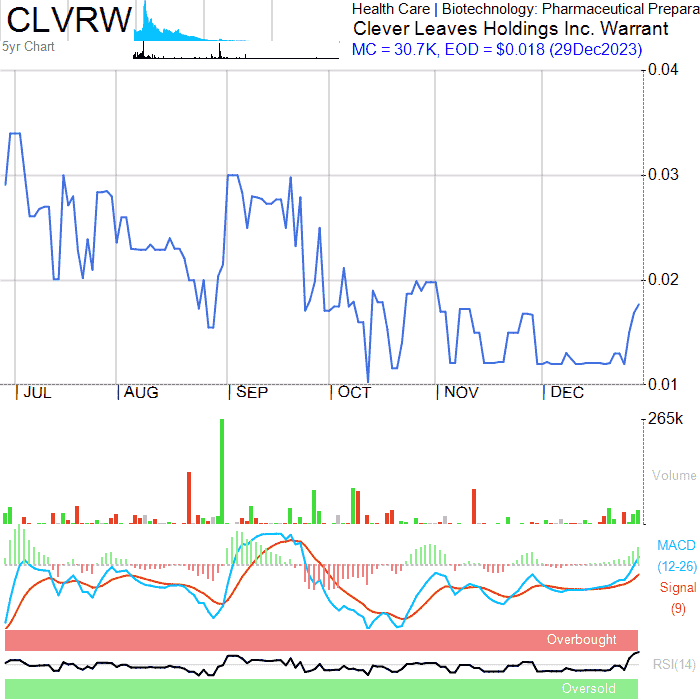 CLVRW
5yr Chart
Health Care | Biotechnology: Pharmaceutical Prepara
Clever Leaves Holdings Inc. Warrant
MC = 30.7K, EOD = $0.018 (29Dec2023)
0.04
0.03
0.02
0.01
JUL AUG SEP OCT NOV DEC
265k
Volume
MACD
(12-26)
Signal
(9)
Overbought
RSI(14)
Oversold